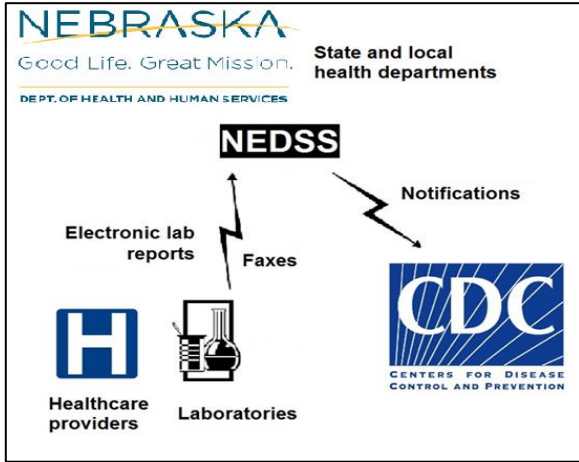 NEBRASKA
Good Life. Great Mission.
DEPT. OF HEALTH AND HUMAN SERVICES
State and local
health departments
NEDSS
Notifications
Electronic lab
reports
Faxes
H
Healthcare
providers
Laboratories
CDC
CENTERS FOR DISEASE
CONTROL AND PREVENTION